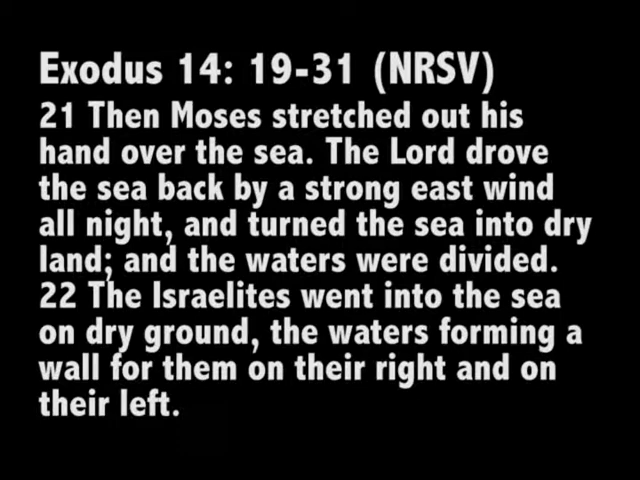 Exodus 14: 19-31 (NRSV)
21 Then Moses stretched out his
hand over the sea. The Lord drove
the sea back by a strong east wind
all night, and turned the sea into dry
land; and the waters were divided.
22 The Israelites went into the sea
on dry ground, the waters forming a
wall for them on their right and on
their left.